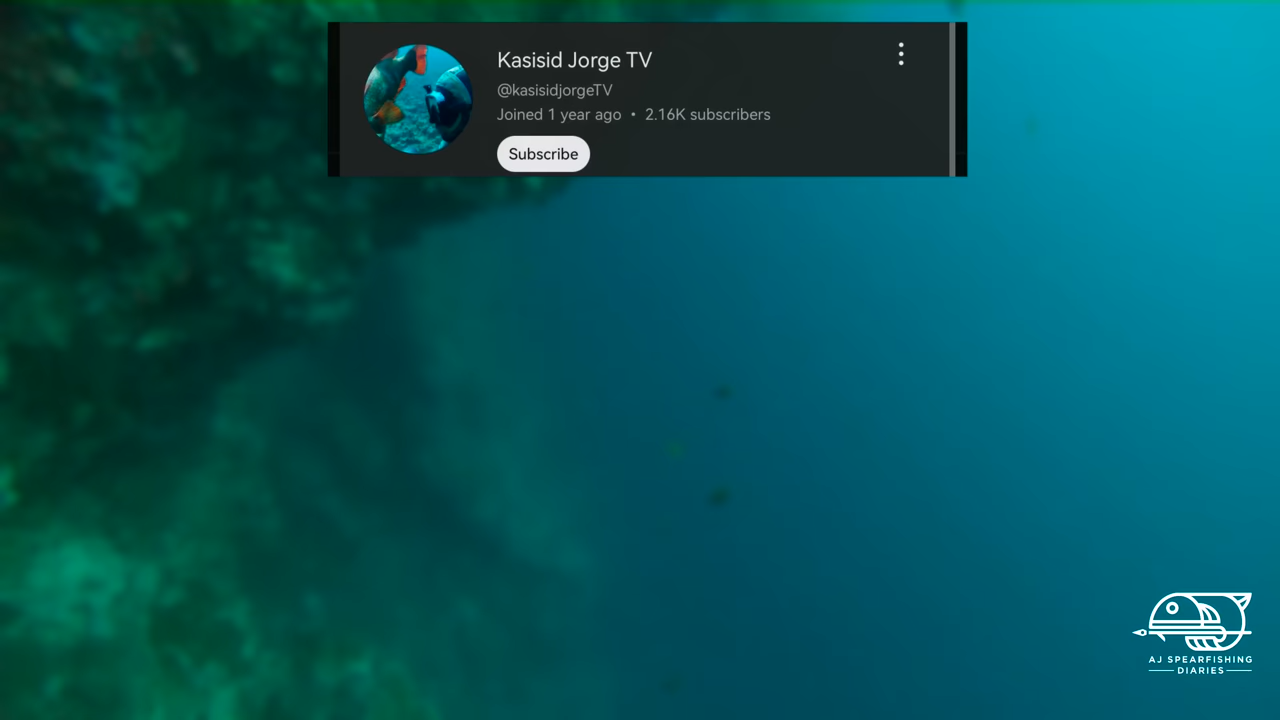 Kasisid Jorge TV
@kasisidjorgeTV
Joined 1 year ago • 2.16K subscribers
Subscribe
AJ SPEARFISHING
DIARIES